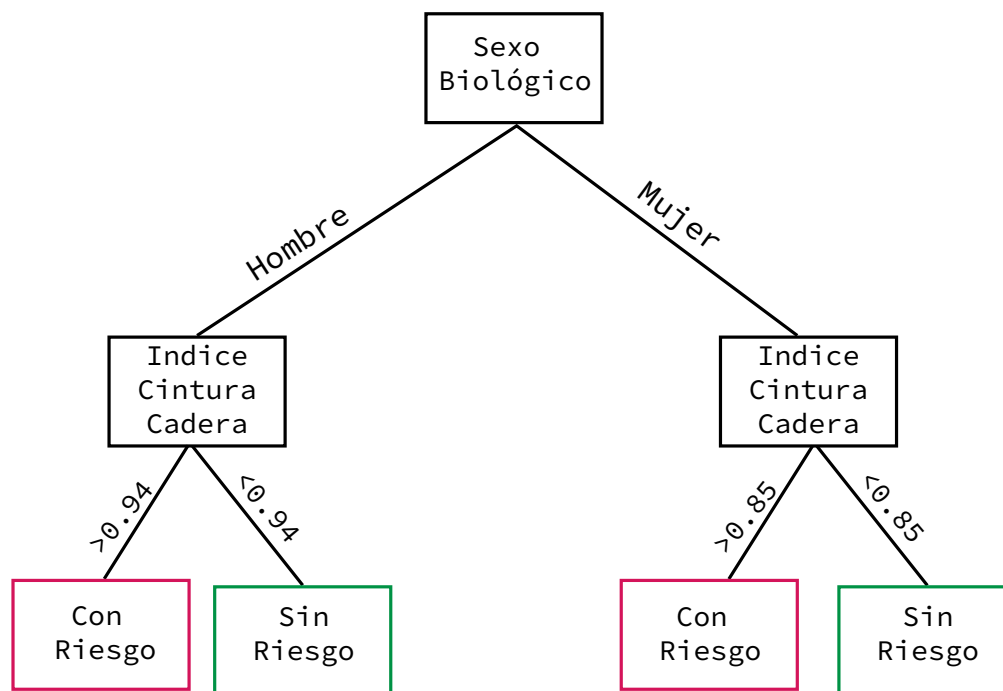 Sexo
Biológico
Hombre
Mujer
Indice
Cintura
Cadera
Indice
Cintura
Cadera
>0.94
<0.94
>0.85
<0.85
Con
Riesgo
Sin
Riesgo
Con
Riesgo
Sin
Riesgo